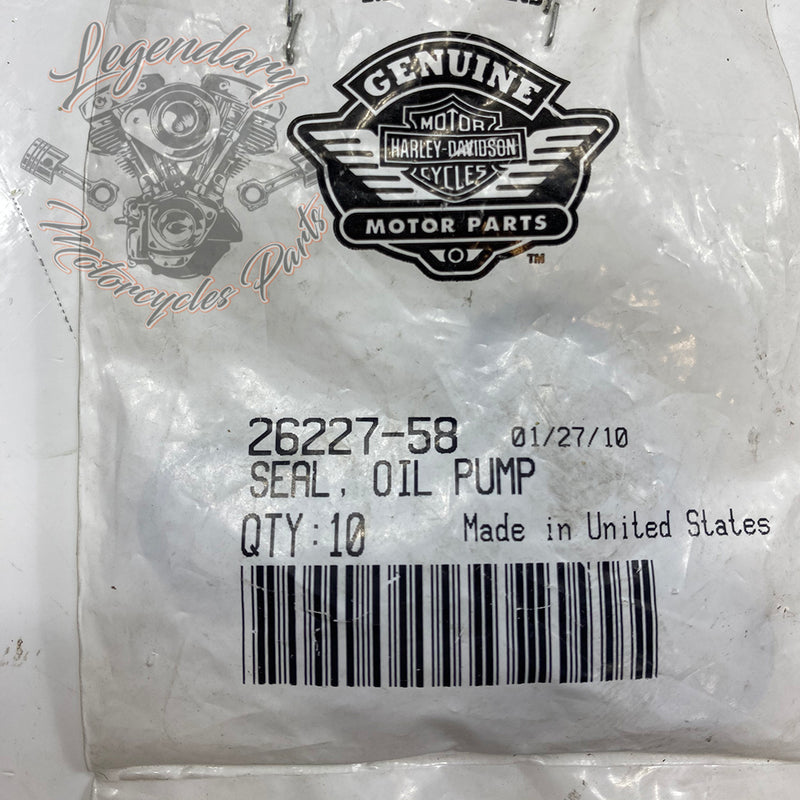 Legendary
Motorcycles Parts
GENUINE
MOTOR
HARLEY-DAVIDSON
CYCLES
MOTOR PARTS
TM
26227-58 01/27/10
SEAL, OIL PUMP
QTY:10 Made in United States